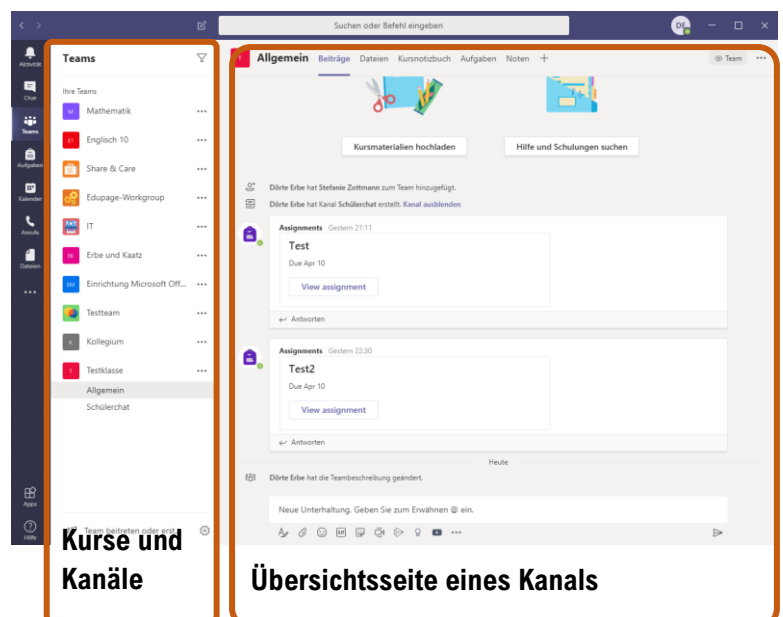 Suchen oder Befehl eingeben
DE
Aktivität
Chat
Teams
Aufgaben
Kalender
Anrufe
Dateien
Apps
Hilfe
Teams
Ihre Teams
M Mathematik
E1 Englisch 10
Share & Care
Edupage-Workgroup
IT
EE Erbe und Kaatz
EM Einrichtung Microsoft Off...
Testteam
K Kollegium
T Testklasse
Allgemein
Schülerchat
Team beitreten oder erst
Kurse und
Kanäle
T Allgemein Beiträge Dateien Kursnotizbuch Aufgaben Noten + Team
Kursmaterialien hochladen Hilfe und Schulungen suchen
Dörte Erbe hat Stefanie Zottmann zum Team hinzugefügt.
Dörte Erbe hat Kanal Schülerchat erstellt. Kanal ausblenden
Assignments Gestern 21:11
Test
Due Apr 10
View assignment
Antworten
Assignments Gestern 22:30
Test2
Due Apr 10
View assignment
Antworten
Heute
Dörte Erbe hat die Teambeschreibung geändert.
Neue Unterhaltung. Geben Sie zum Erwähnen @ ein.
GIF
Übersichtsseite eines Kanals